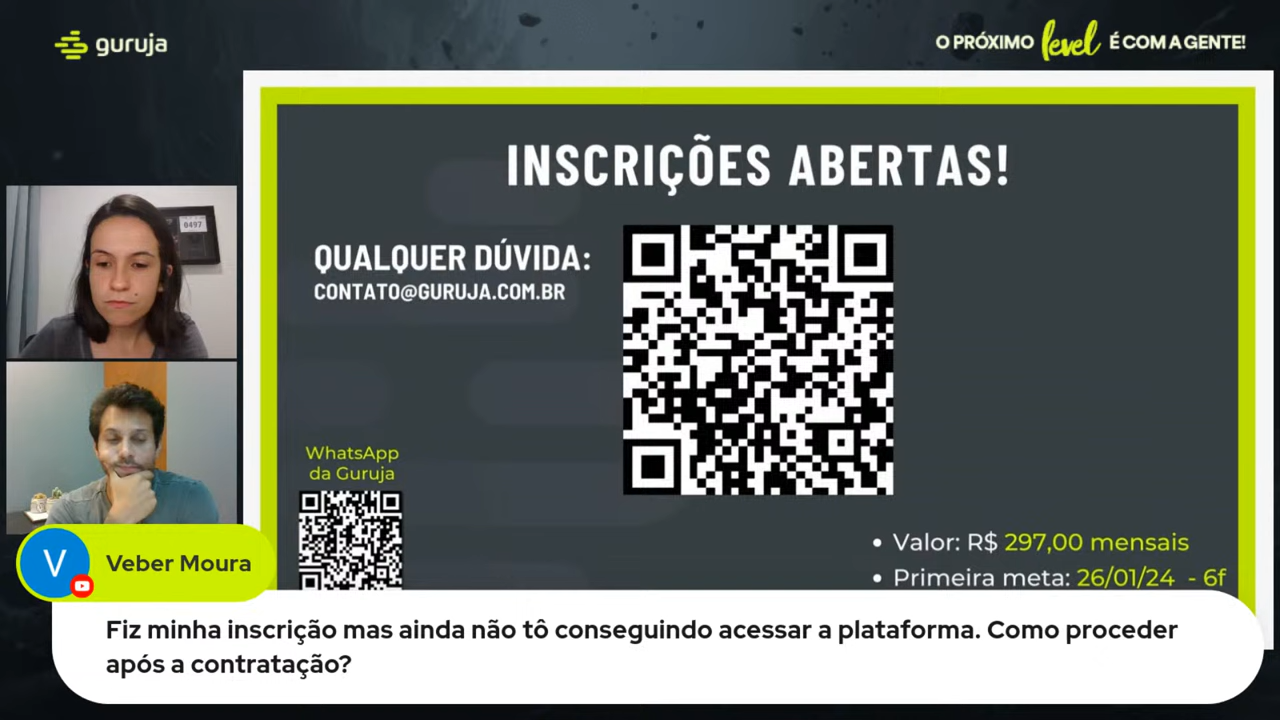 guruja
O PRÓXIMO level É COM A GENTE!
INSCRIÇÕES ABERTAS!
QUALQUER DÚVIDA:
CONTATO@GURUJA.COM.BR
0497
WhatsApp
da Guruja
Valor: R$ 297,00 mensais
Primeira meta: 26/01/24 - 6f
V
Veber Moura
Fiz minha inscrição mas ainda não tô conseguindo acessar a plataforma. Como proceder
após a contratação?